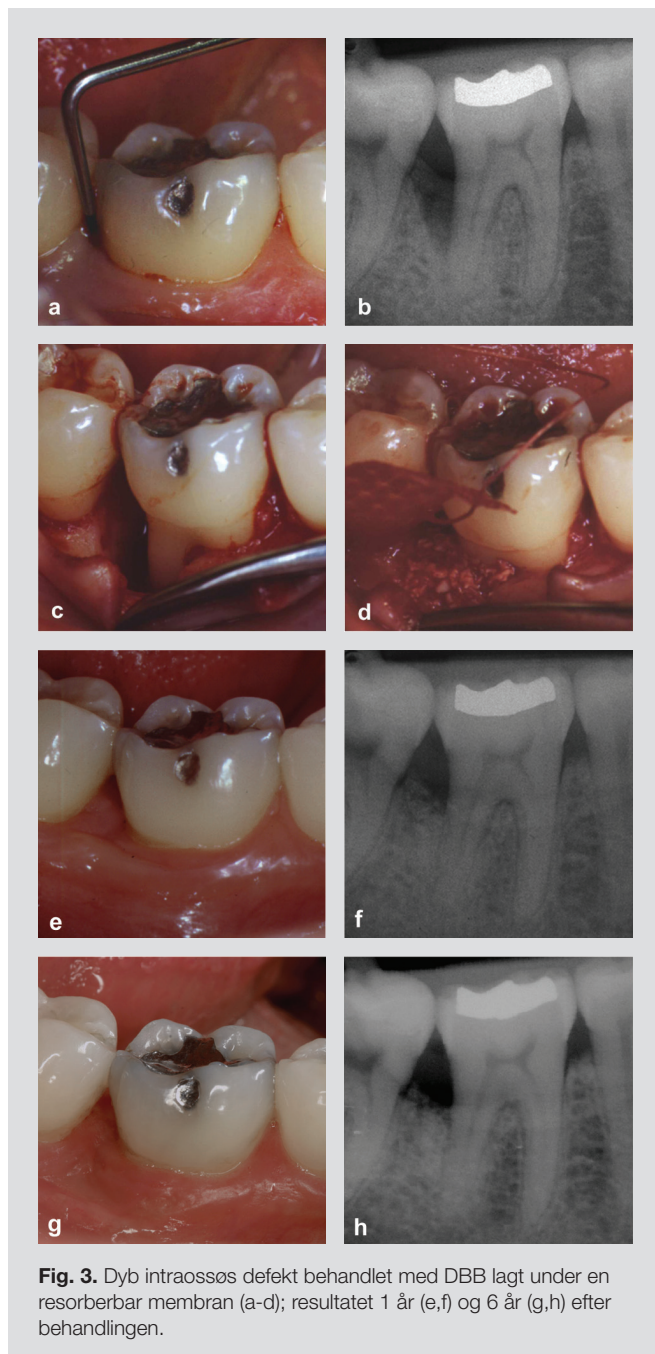 a
b
c
d
e
f
g
h
Fig. 3. Dyb intraossøs defekt behandlet med DBB lagt under en
resorberbar membran (a-d); resultatet 1 år (e,f) og 6 år (g,h) efter
behandlingen.